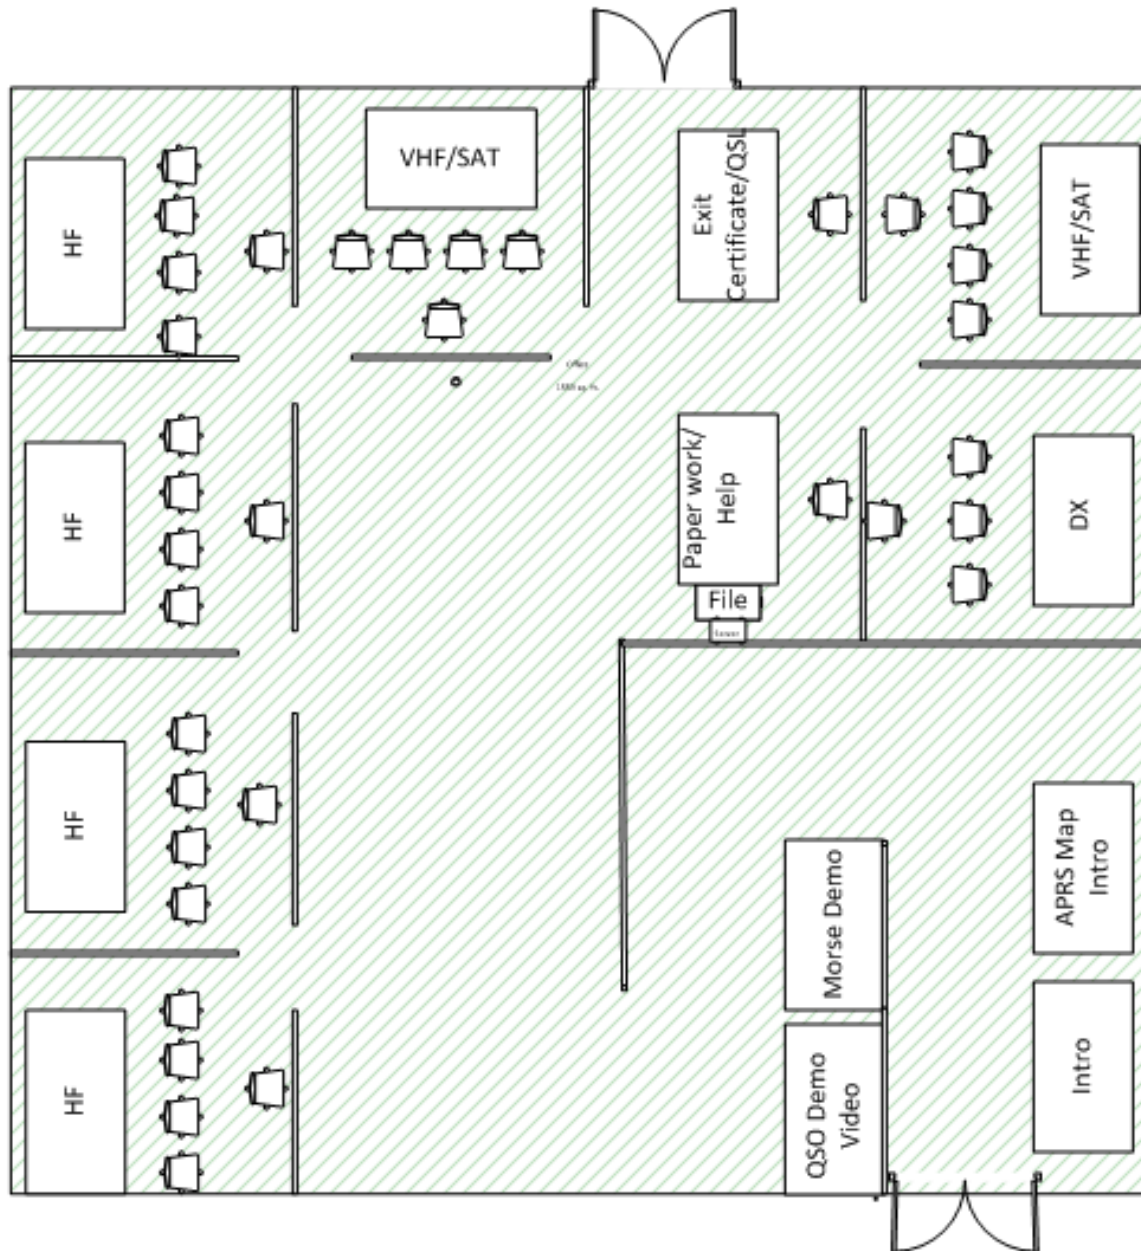 VHF/SAT
HF
Exit
Certificate/QSL
VHF/SAT
Office
HF
Paper work/
Help
DX
File
HF
APRS Map
Intro
Morse Demo
HF
QSO Demo
Video
Intro